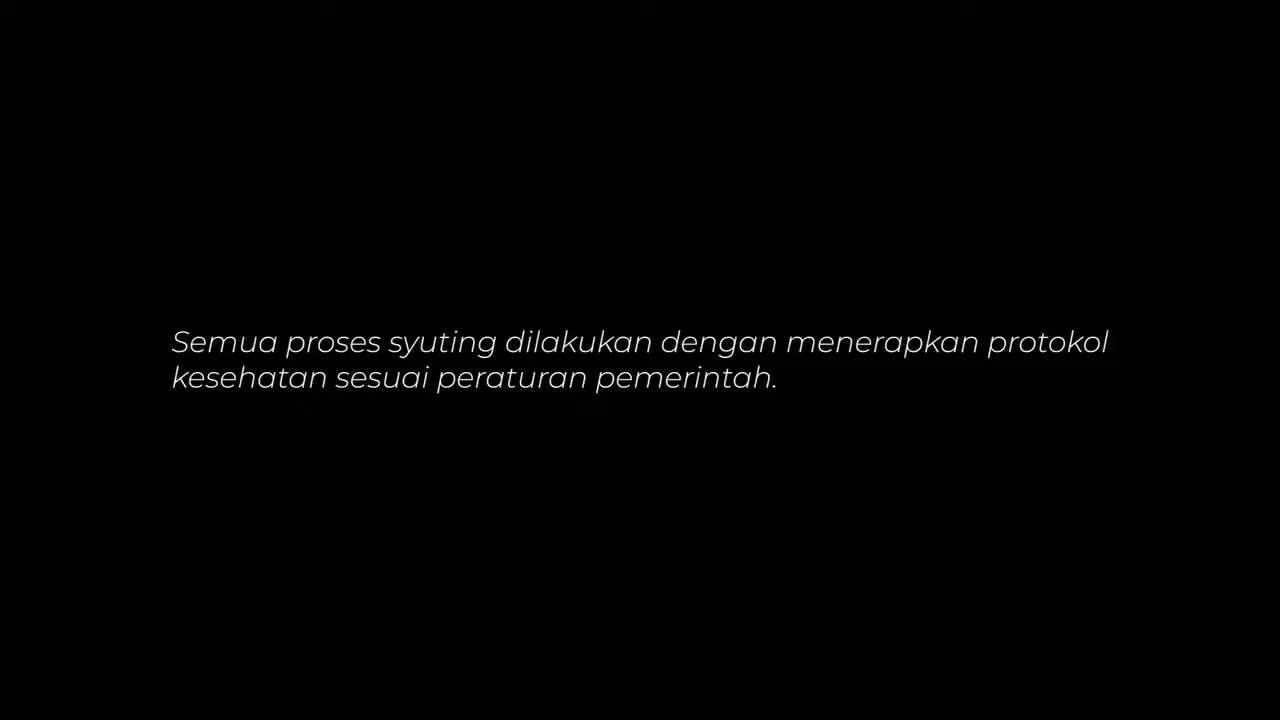 Semua proses syuting dilakukan dengan menerapkan protokol
kesehatan sesuai peraturan pemerintah.